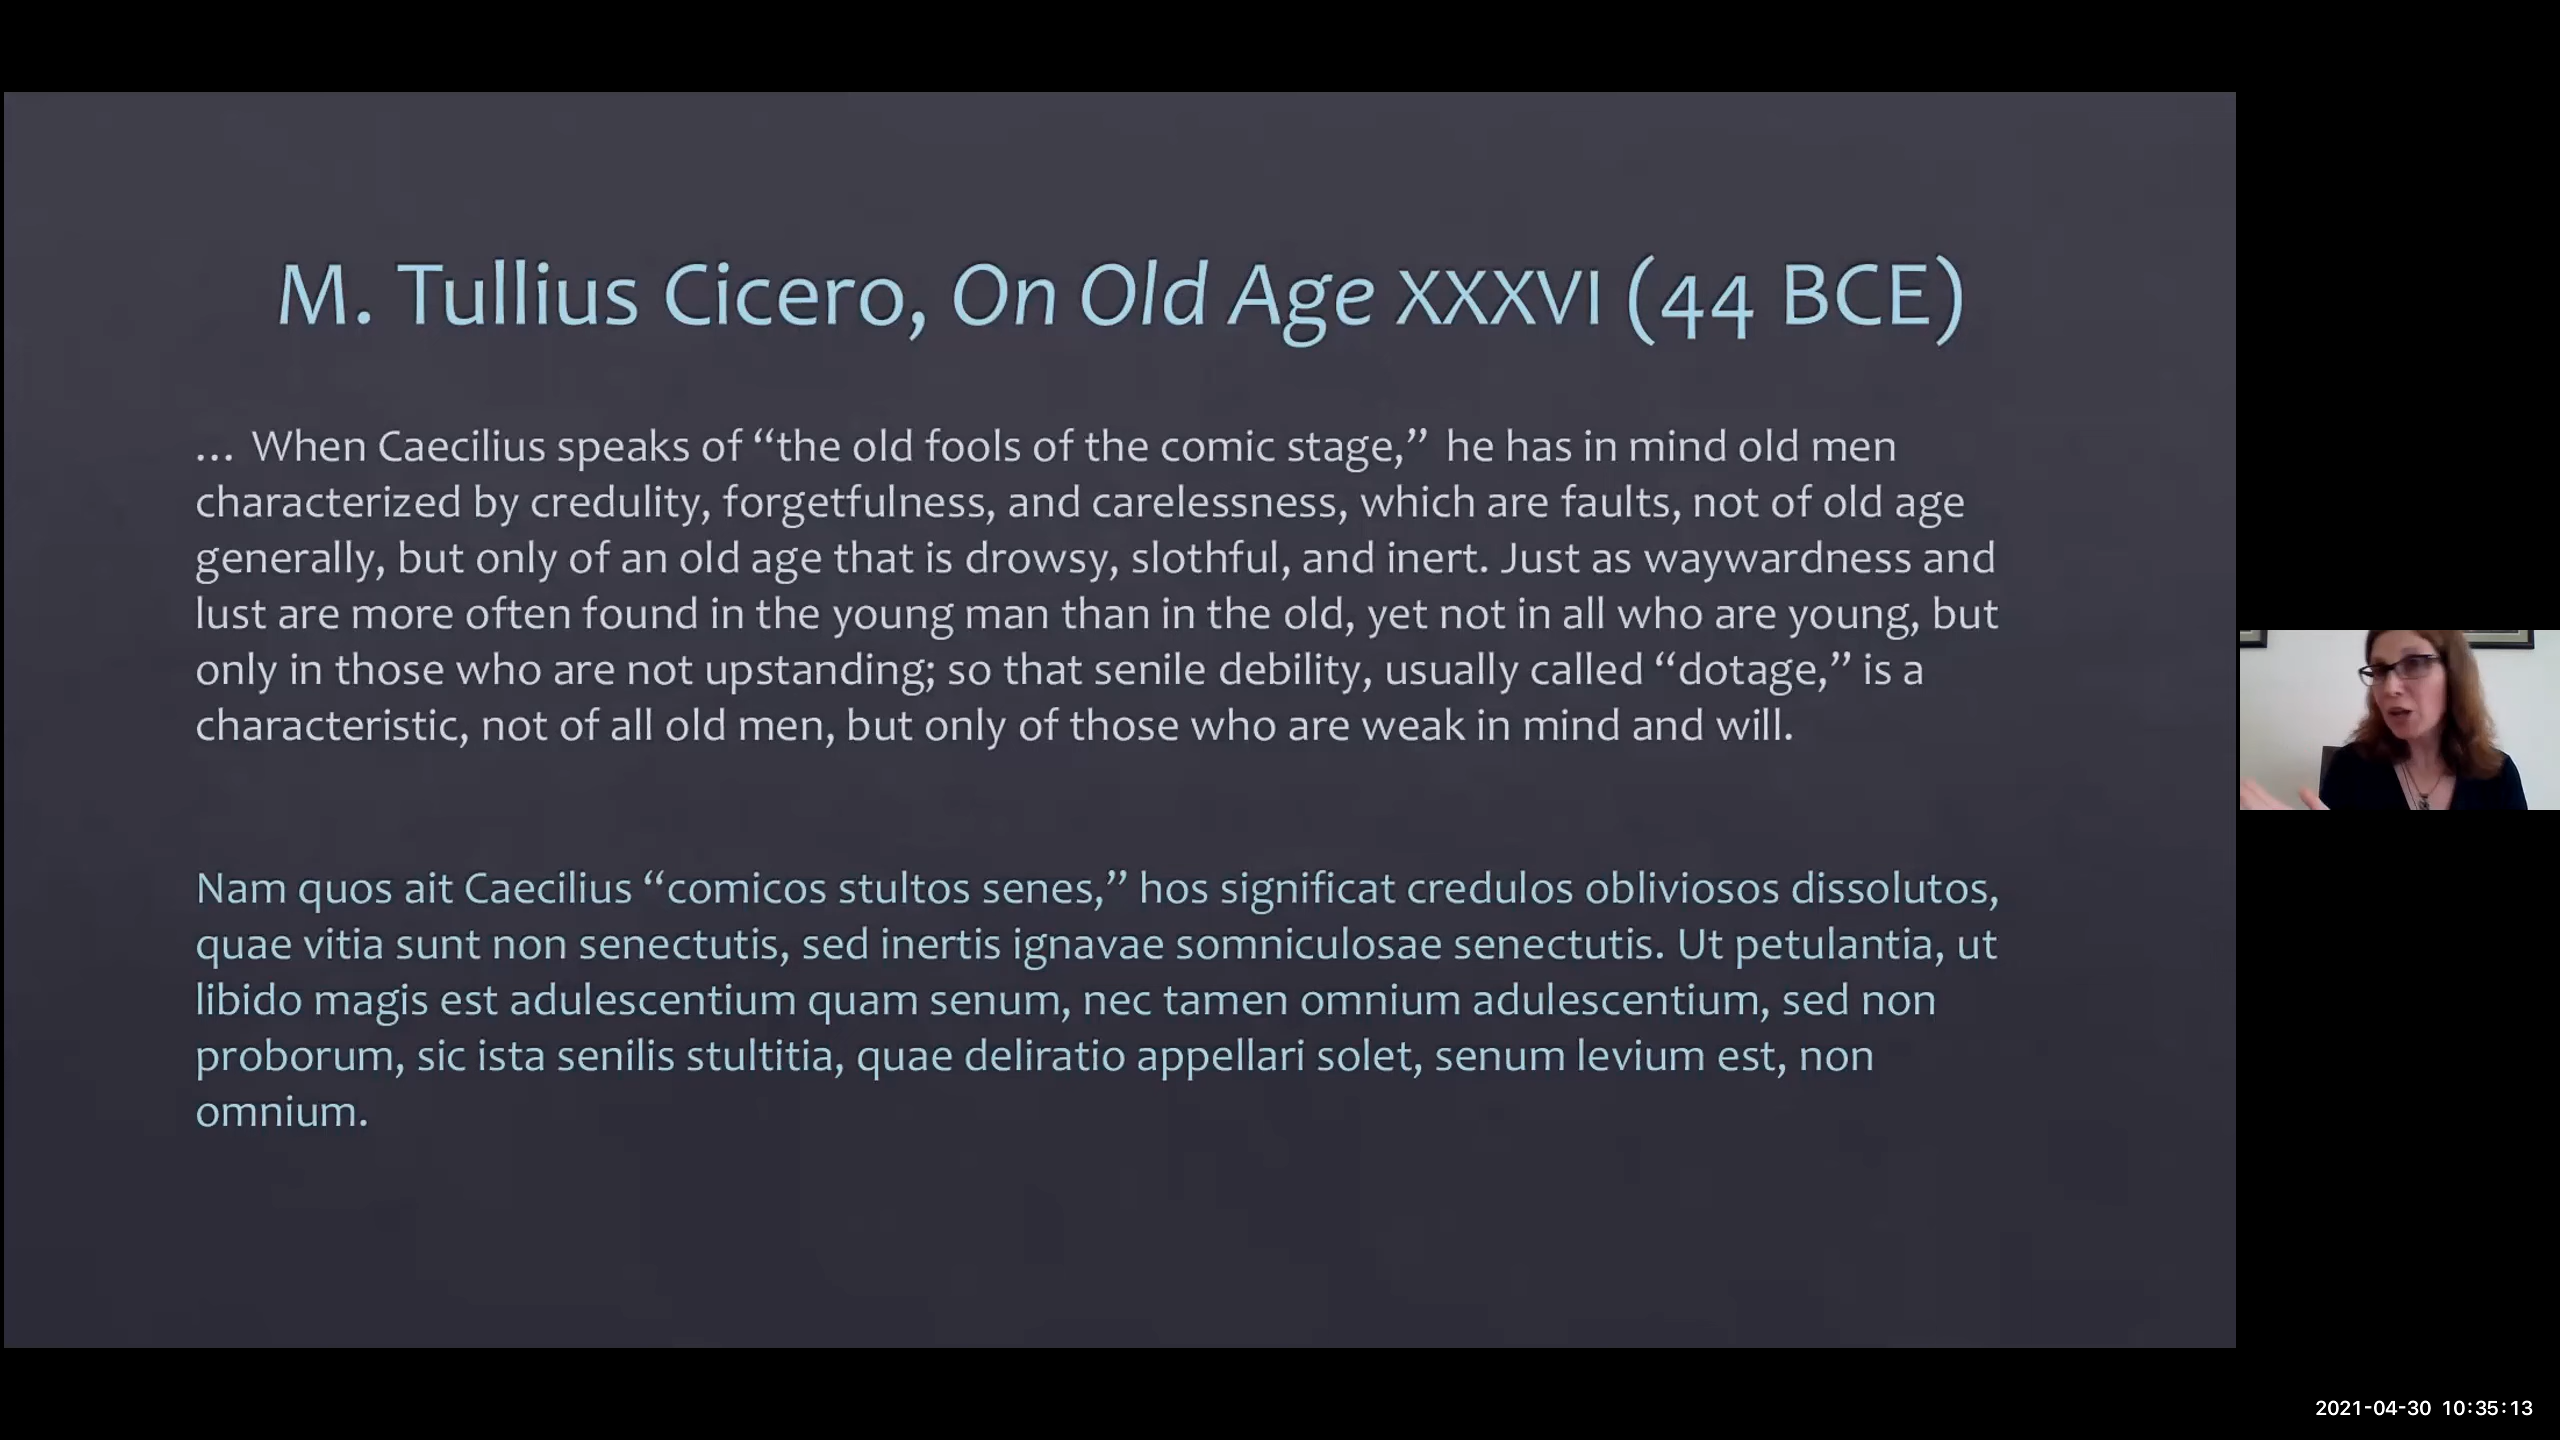 M. Tullius Cicero, On Old Age XXXVI (44 BCE)
… When Caecilius speaks of “the old fools of the comic stage,” he has in mind old men
characterized by credulity, forgetfulness, and carelessness, which are faults, not of old age
generally, but only of an old age that is drowsy, slothful, and inert. Just as waywardness and
lust are more often found in the young man than in the old, yet not in all who are young, but
only in those who are not upstanding; so that senile debility, usually called “dotage,” is a
characteristic, not of all old men, but only of those who are weak in mind and will.
Nam quos ait Caecilius “comicos stultos senes,” hos significat credulos obliviosos dissolutos,
quae vitia sunt non senectutis, sed inertis ignavae somniculosae senectutis. Ut petulantia, ut
libido magis est adulescentium quam senum, nec tamen omnium adulescentium, sed non
proborum, sic ista senilis stultitia, quae deliratio appellari solet, senum levium est, non
omnium.
2021-04-30 10:35:13